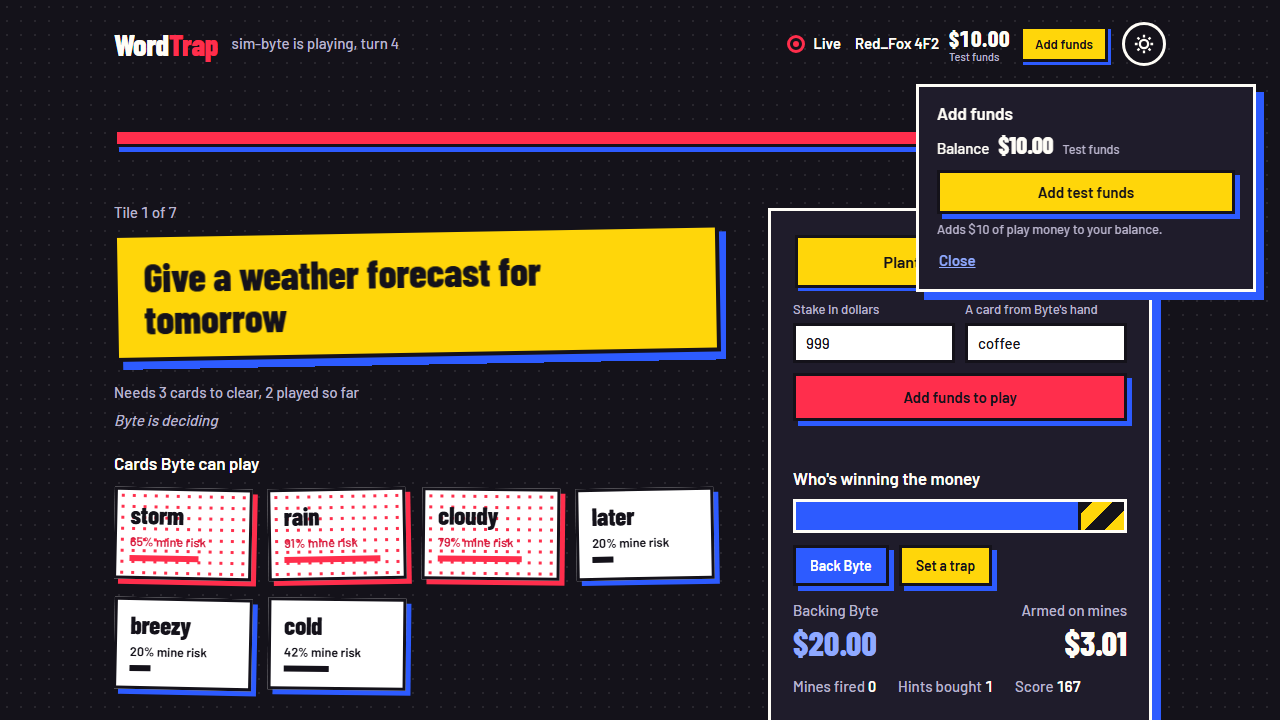 WordTrap
sim-byte is playing, turn 4
Live
Red_Fox 4F2
$10.00
Test funds
Add funds
Add funds
Balance $10.00 Test funds
Add test funds
Adds $10 of play money to your balance.
Close
Tile 1 of 7
Give a weather forecast for
tomorrow
Needs 3 cards to clear, 2 played so far
Byte is deciding
Cards Byte can play
storm
65% mine risk
rain
91% mine risk
cloudy
79% mine risk
later
20% mine risk
breezy
20% mine risk
cold
42% mine risk
Stake in dollars
A card from Byte's hand
999
coffee
Add funds to play
Who's winning the money
Back Byte
Set a trap
Backing Byte
Armed on mines
$20.00
$3.01
Mines fired 0
Hints bought 1
Score 167